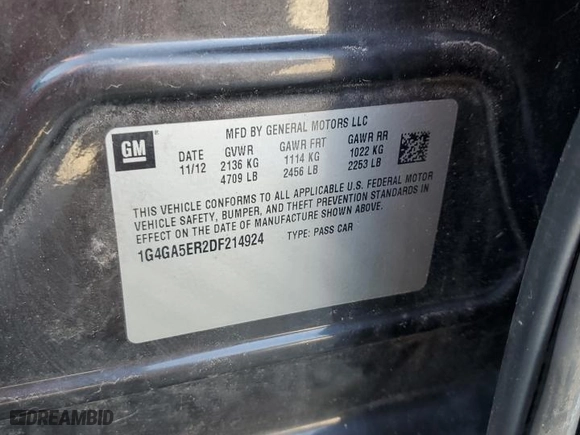 GM
MFD BY GENERAL MOTORS LLC
DATE GVWR GAWR FRT GAWR RR
11/12 2136 KG 1114 KG 1022 KG
4709 LB 2456 LB 2253 LB
THIS VEHICLE CONFORMS TO ALL APPLICABLE U.S. FEDERAL MOTOR
VEHICLE SAFETY, BUMPER, AND THEFT PREVENTION STANDARDS IN
EFFECT ON THE DATE OF MANUFACTURE SHOWN ABOVE.
1G4GA5ER2DF214924 TYPE: PASS CAR
DREAMBID